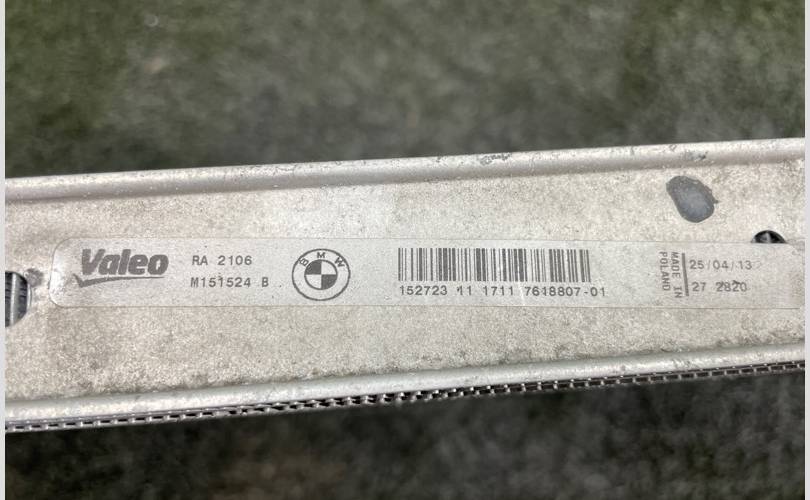 Valeo
RA 2106
M151524 B
BMW
152723 11 1711 7618807-01
MADE IN
POLAND
25/04/13
27 2820